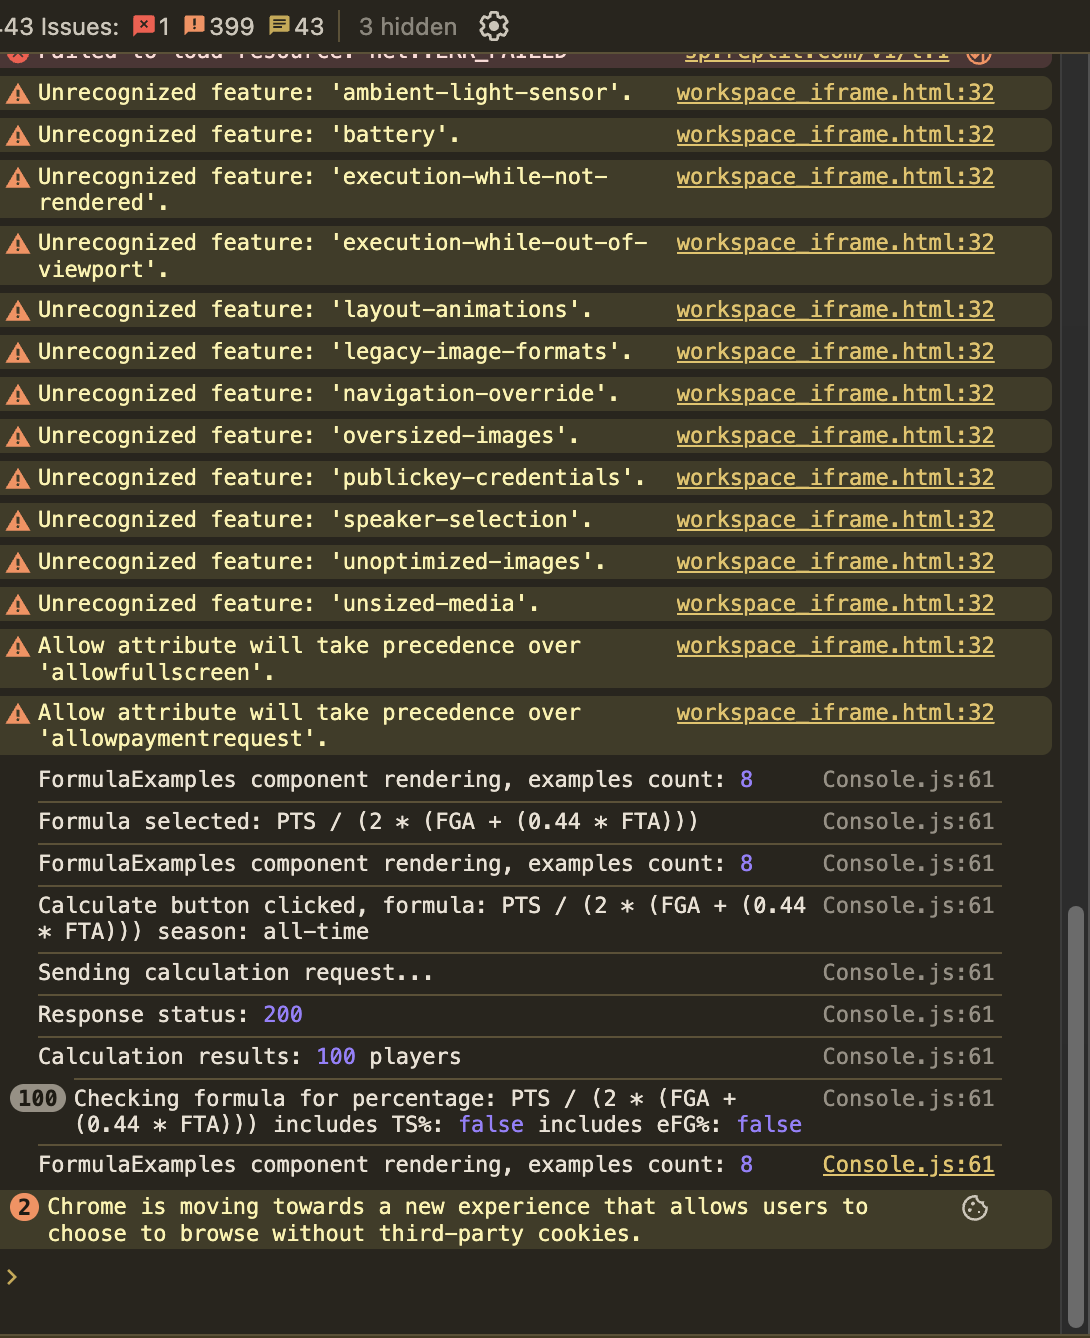 43 Issues: 1 399 43 3 hidden
Failed to load resource: net::ERR_FAILED
Unrecognized feature: 'ambient-light-sensor'. workspace_iframe.html:32
Unrecognized feature: 'battery'. workspace_iframe.html:32
Unrecognized feature: 'execution-while-not- workspace_iframe.html:32
rendered'.
Unrecognized feature: 'execution-while-out-of- workspace_iframe.html:32
viewport'.
Unrecognized feature: 'layout-animations'. workspace_iframe.html:32
Unrecognized feature: 'legacy-image-formats'. workspace_iframe.html:32
Unrecognized feature: 'navigation-override'. workspace_iframe.html:32
Unrecognized feature: 'oversized-images'. workspace_iframe.html:32
Unrecognized feature: 'publickey-credentials'. workspace_iframe.html:32
Unrecognized feature: 'speaker-selection'. workspace_iframe.html:32
Unrecognized feature: 'unoptimized-images'. workspace_iframe.html:32
Unrecognized feature: 'unsized-media'. workspace_iframe.html:32
Allow attribute will take precedence over workspace_iframe.html:32
'allowfullscreen'.
Allow attribute will take precedence over workspace_iframe.html:32
'allowpaymentrequest'.
FormulaExamples component rendering, examples count: 8 Console.js:61
Formula selected: PTS / (2 * (FGA + (0.44 * FTA))) Console.js:61
FormulaExamples component rendering, examples count: 8 Console.js:61
Calculate button clicked, formula: PTS / (2 * (FGA + (0.44 Console.js:61
* FTA))) season: all-time
Sending calculation request... Console.js:61
Response status: 200 Console.js:61
Calculation results: 100 players Console.js:61
100 Checking formula for percentage: PTS / (2 * (FGA + Console.js:61
(0.44 * FTA))) includes TS%: false includes eFG%: false
FormulaExamples component rendering, examples count: 8 Console.js:61
2 Chrome is moving towards a new experience that allows users to
choose to browse without third-party cookies.